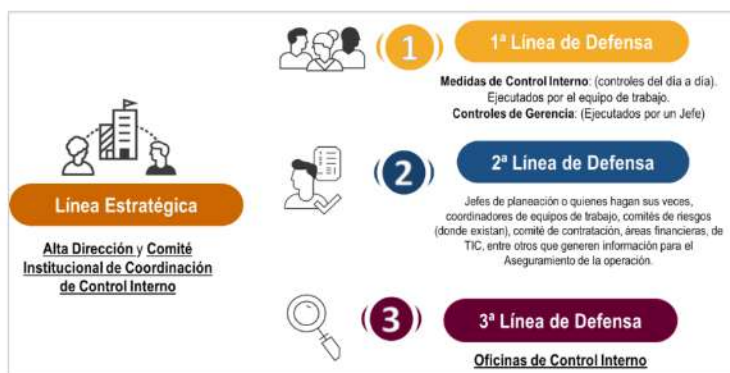 Línea Estratégica
Alta Dirección y Comité
Institucional de Coordinación
de Control Interno
1
1ª Línea de Defensa
Medidas de Control Interno: (controles del día a día).
Ejecutados por el equipo de trabajo.
Controles de Gerencia: (Ejecutados por un Jefe)
2
2ª Línea de Defensa
Jefes de planeación o quienes hagan sus veces,
coordinadores de equipos de trabajo, comités de riesgos
(donde existan), comité de contratación, áreas financieras, de
TIC, entre otros que generen información para el
Aseguramiento de la operación.
3
3ª Línea de Defensa
Oficinas de Control Interno